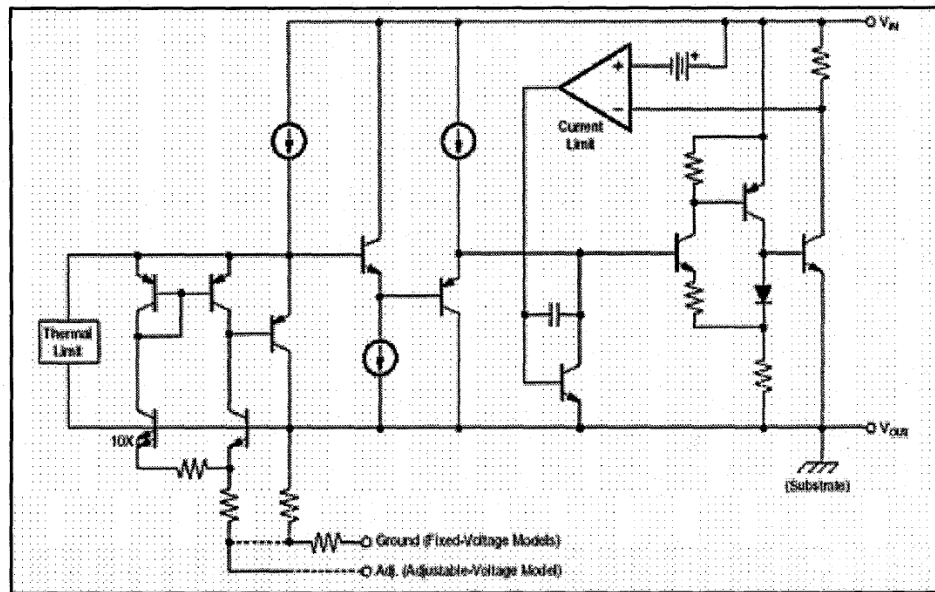 V_IN
+
+
−
Current
Limit
Thermal
Limit
10X
V_OUT
(Substrate)
Ground (Fixed-Voltage Models)
Adj. (Adjustable-Voltage Model)